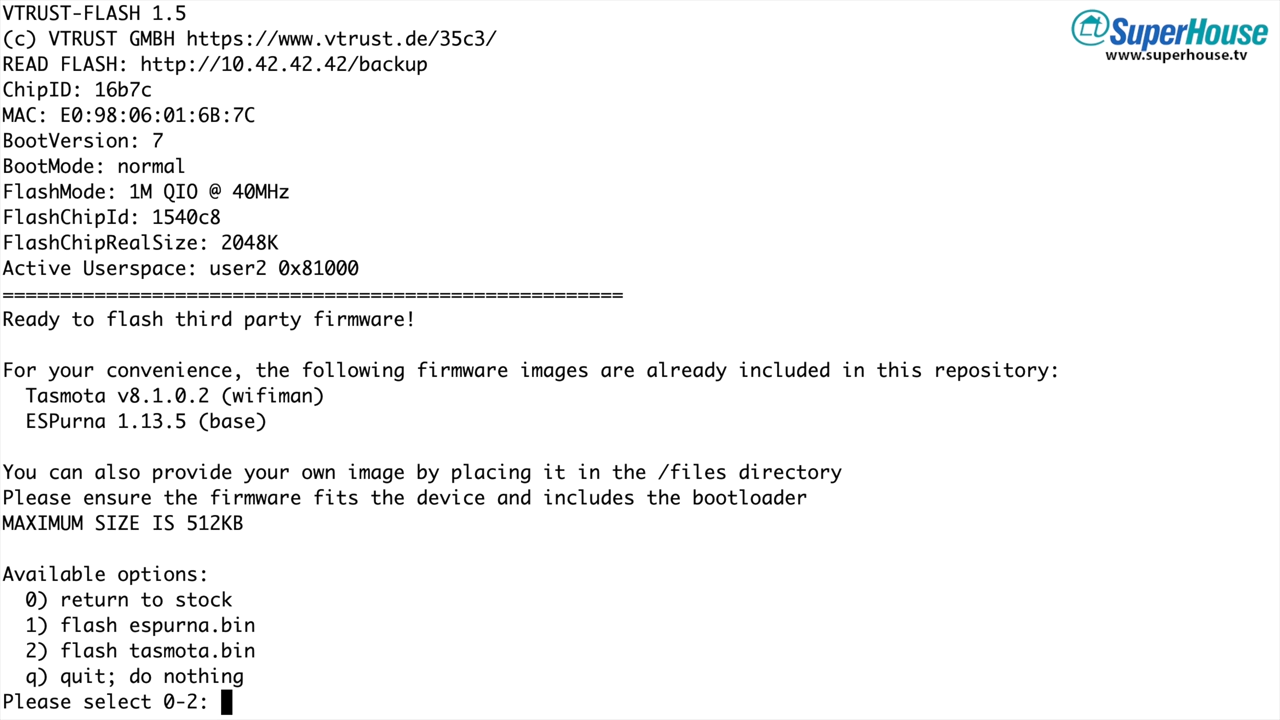 VTRUST-FLASH 1.5
(c) VTRUST GMBH https://www.vtrust.de/35c3/
READ FLASH: http://10.42.42.42/backup
ChipID: 16b7c
MAC: E0:98:06:01:6B:7C
BootVersion: 7
BootMode: normal
FlashMode: 1M QIO @ 40MHz
FlashChipId: 1540c8
FlashChipRealSize: 2048K
Active Userspace: user2 0x81000
======================================================
Ready to flash third party firmware!
For your convenience, the following firmware images are already included in this repository:
Tasmota v8.1.0.2 (wifiman)
ESPurna 1.13.5 (base)
You can also provide your own image by placing it in the /files directory
Please ensure the firmware fits the device and includes the bootloader
MAXIMUM SIZE IS 512KB
Available options:
0) return to stock
1) flash espurna.bin
2) flash tasmota.bin
q) quit; do nothing
Please select 0-2:
SuperHouse
www.superhouse.tv